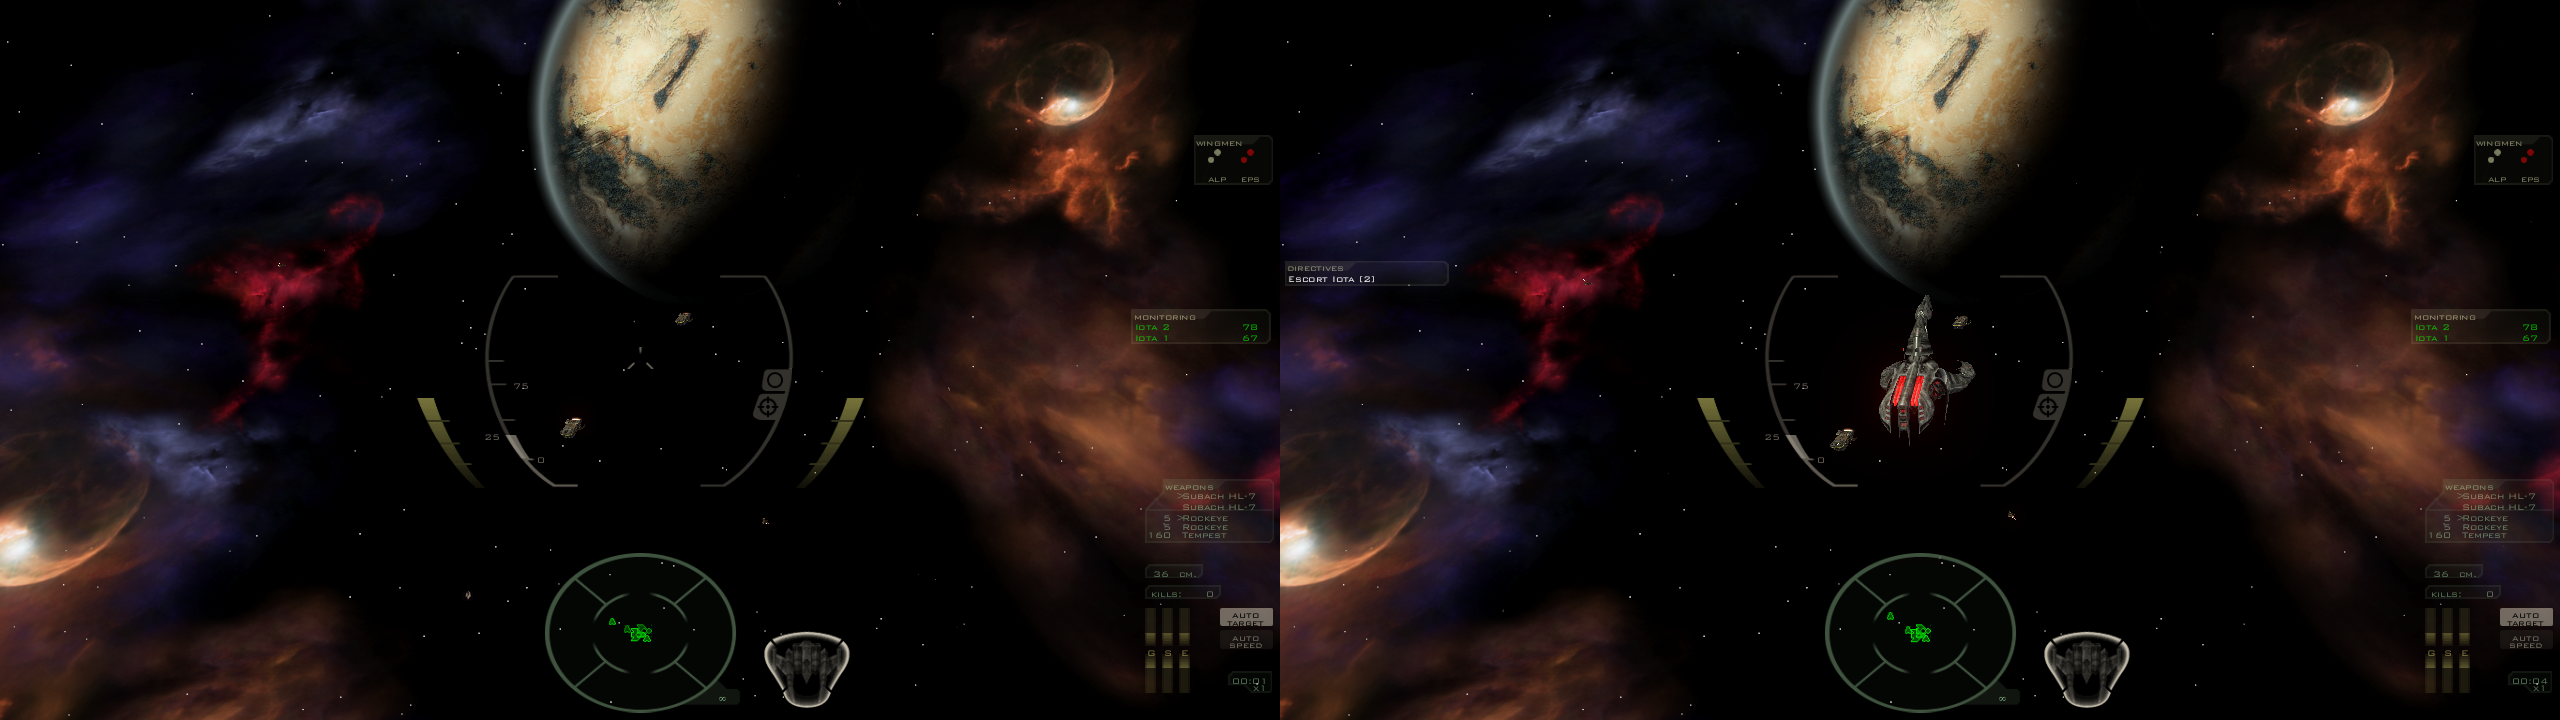 WINGMEN
ALP EPS
MONITORING
IOTA 2 78
IOTA 1 67
75
25
0
WEAPONS
>SUBACH HL-7
SUBACH HL-7
5 >ROCKEYE
5 ROCKEYE
160 TEMPEST
36 CM.
KILLS: 0
AUTO
TARGET
AUTO
SPEED
G S E
00:01
X1
∞
WINGMEN
ALP EPS
DIRECTIVES
ESCORT IOTA [2]
MONITORING
IOTA 2 78
IOTA 1 67
75
25
0
WEAPONS
>SUBACH HL-7
SUBACH HL-7
5 >ROCKEYE
5 ROCKEYE
160 TEMPEST
36 CM.
KILLS: 0
AUTO
TARGET
AUTO
SPEED
G S E
00:04
X1
∞